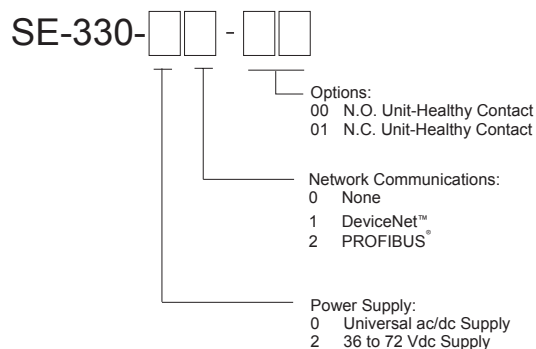 SE-330- -
Options:
00 N.O. Unit-Healthy Contact
01 N.C. Unit-Healthy Contact
Network Communications:
0 None
1 DeviceNet™
2 PROFIBUS®
Power Supply:
0 Universal ac/dc Supply
2 36 to 72 Vdc Supply